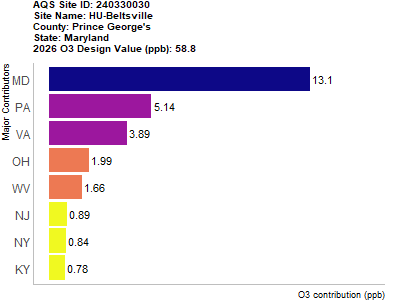 AQS Site ID: 240330030
Site Name: HU-Beltsville
County: Prince George's
State: Maryland
2026 O3 Design Value (ppb): 58.8
Major Contributors
MD 13.1
PA 5.14
VA 3.89
OH 1.99
WV 1.66
NJ 0.89
NY 0.84
KY 0.78
O3 contribution (ppb)